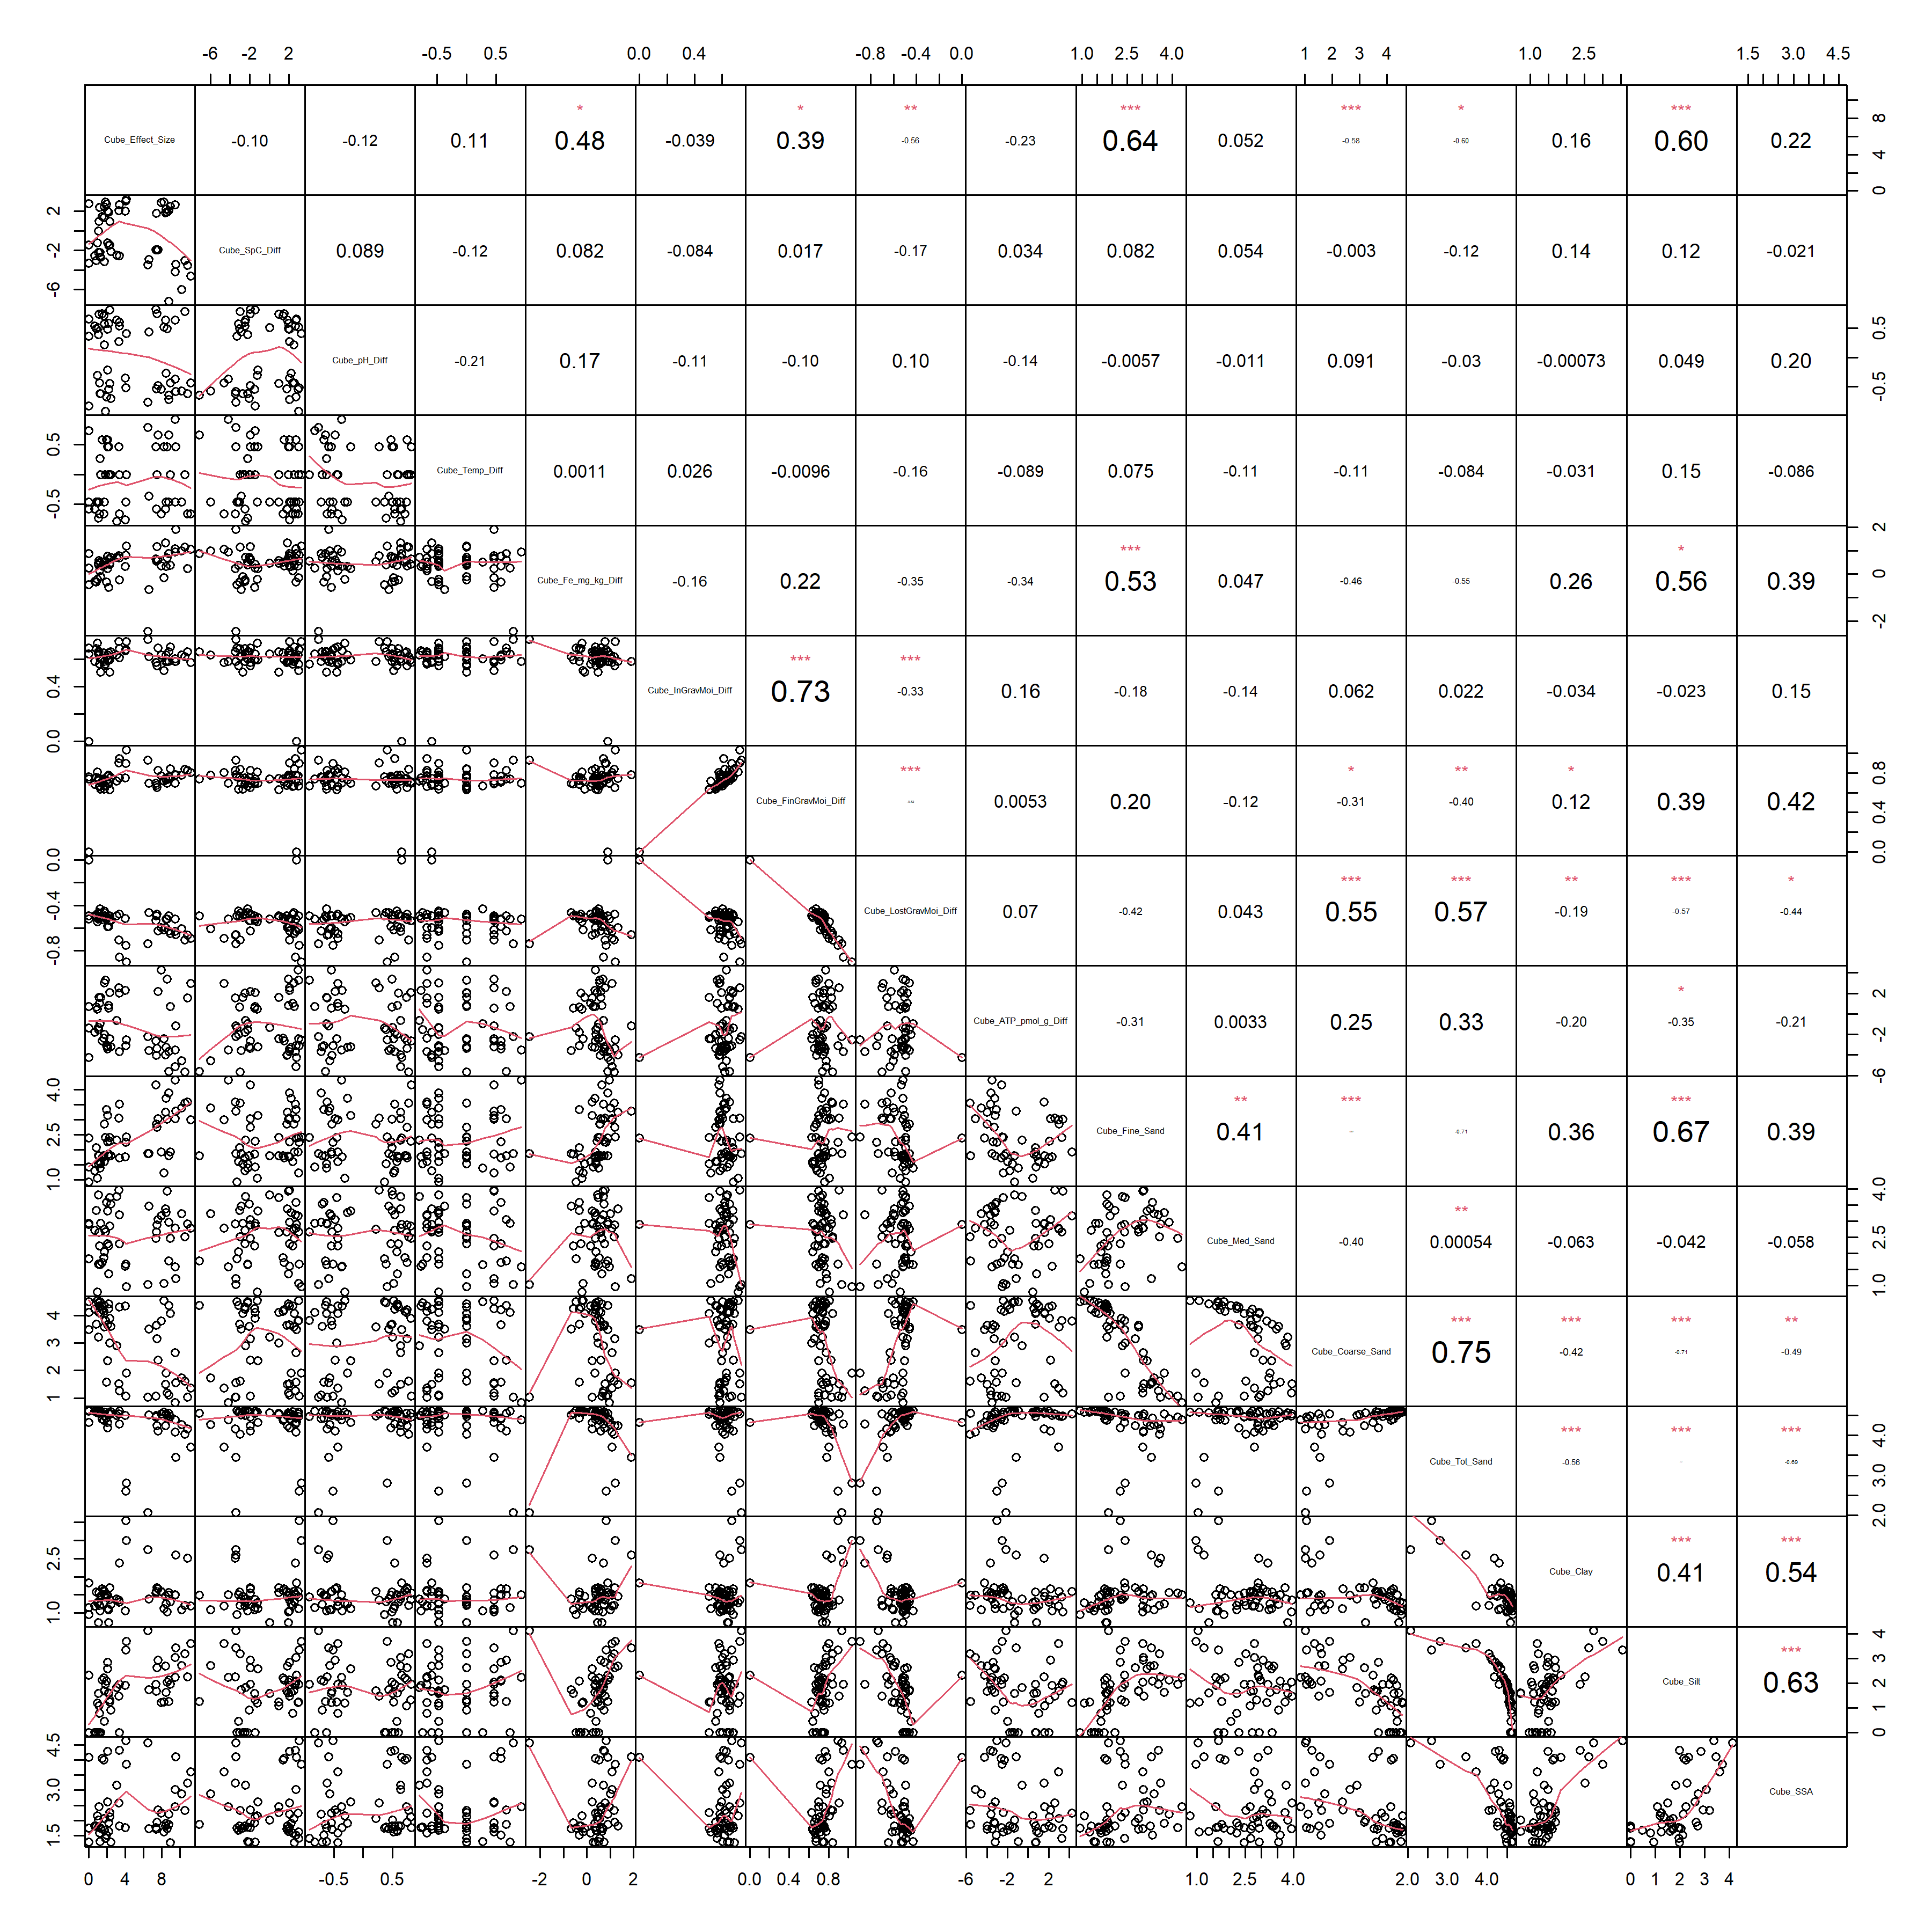 -6 -2 2 -0.5 0.5 0.0 0.4 -0.8 -0.4 0.0 1.0 2.5 4.0 1 2 3 4 1.0 2.5 1.5 3.0 4.5
* * ** *** *** * ***
Cube_Effect_Size -0.10 -0.12 0.11 0.48 -0.039 0.39 -0.56 -0.23 0.64 0.052 -0.58 -0.60 0.16 0.60 0.22 0 4 8
-6 -2 2 Cube_SpC_Diff 0.089 -0.12 0.082 -0.084 0.017 -0.17 0.034 0.082 0.054 -0.003 -0.12 0.14 0.12 -0.021
Cube_pH_Diff -0.21 0.17 -0.11 -0.10 0.10 -0.14 -0.0057 -0.011 0.091 -0.03 -0.00073 0.049 0.20 -0.5 0.5
-0.5 0.5 Cube_Temp_Diff 0.0011 0.026 -0.0096 -0.16 -0.089 0.075 -0.11 -0.11 -0.084 -0.031 0.15 -0.086
*** *
Cube_Fe_mg_kg_Diff -0.16 0.22 -0.35 -0.34 0.53 0.047 -0.46 -0.55 0.26 0.56 0.39 -2 0 2
*** ***
0.0 0.4 Cube_InGravMoi_Diff 0.73 -0.33 0.16 -0.18 -0.14 0.062 0.022 -0.034 -0.023 0.15
*** * ** *
Cube_FinGravMoi_Diff 0.0053 0.20 -0.12 -0.31 -0.40 0.12 0.39 0.42 0.0 0.4 0.8
*** *** ** *** *
-0.8 -0.4 0.0 Cube_LostGravMoi_Diff 0.07 -0.42 0.043 0.55 0.57 -0.19 -0.57 -0.44
*
Cube_ATP_pmol_g_Diff -0.31 0.0033 0.25 0.33 -0.20 -0.35 -0.21 -6 -2 2
** *** ***
1.0 2.5 4.0 Cube_Fine_Sand 0.41 -0.71 0.36 0.67 0.39
**
Cube_Med_Sand -0.40 0.00054 -0.063 -0.042 -0.058 1.0 2.5 4.0
*** *** *** **
1 2 3 4 Cube_Coarse_Sand 0.75 -0.42 -0.71 -0.49
*** *** ***
Cube_Tot_Sand -0.56 -0.69 2.0 3.0 4.0
*** ***
1.0 2.5 Cube_Clay 0.41 0.54
***
Cube_Silt 0.63 0 1 2 3 4
1.5 3.0 4.5 Cube_SSA
0 4 8 -0.5 0.5 -2 0 2 0.0 0.4 0.8 -6 -2 2 1.0 2.5 4.0 2.0 3.0 4.0 0 1 2 3 4